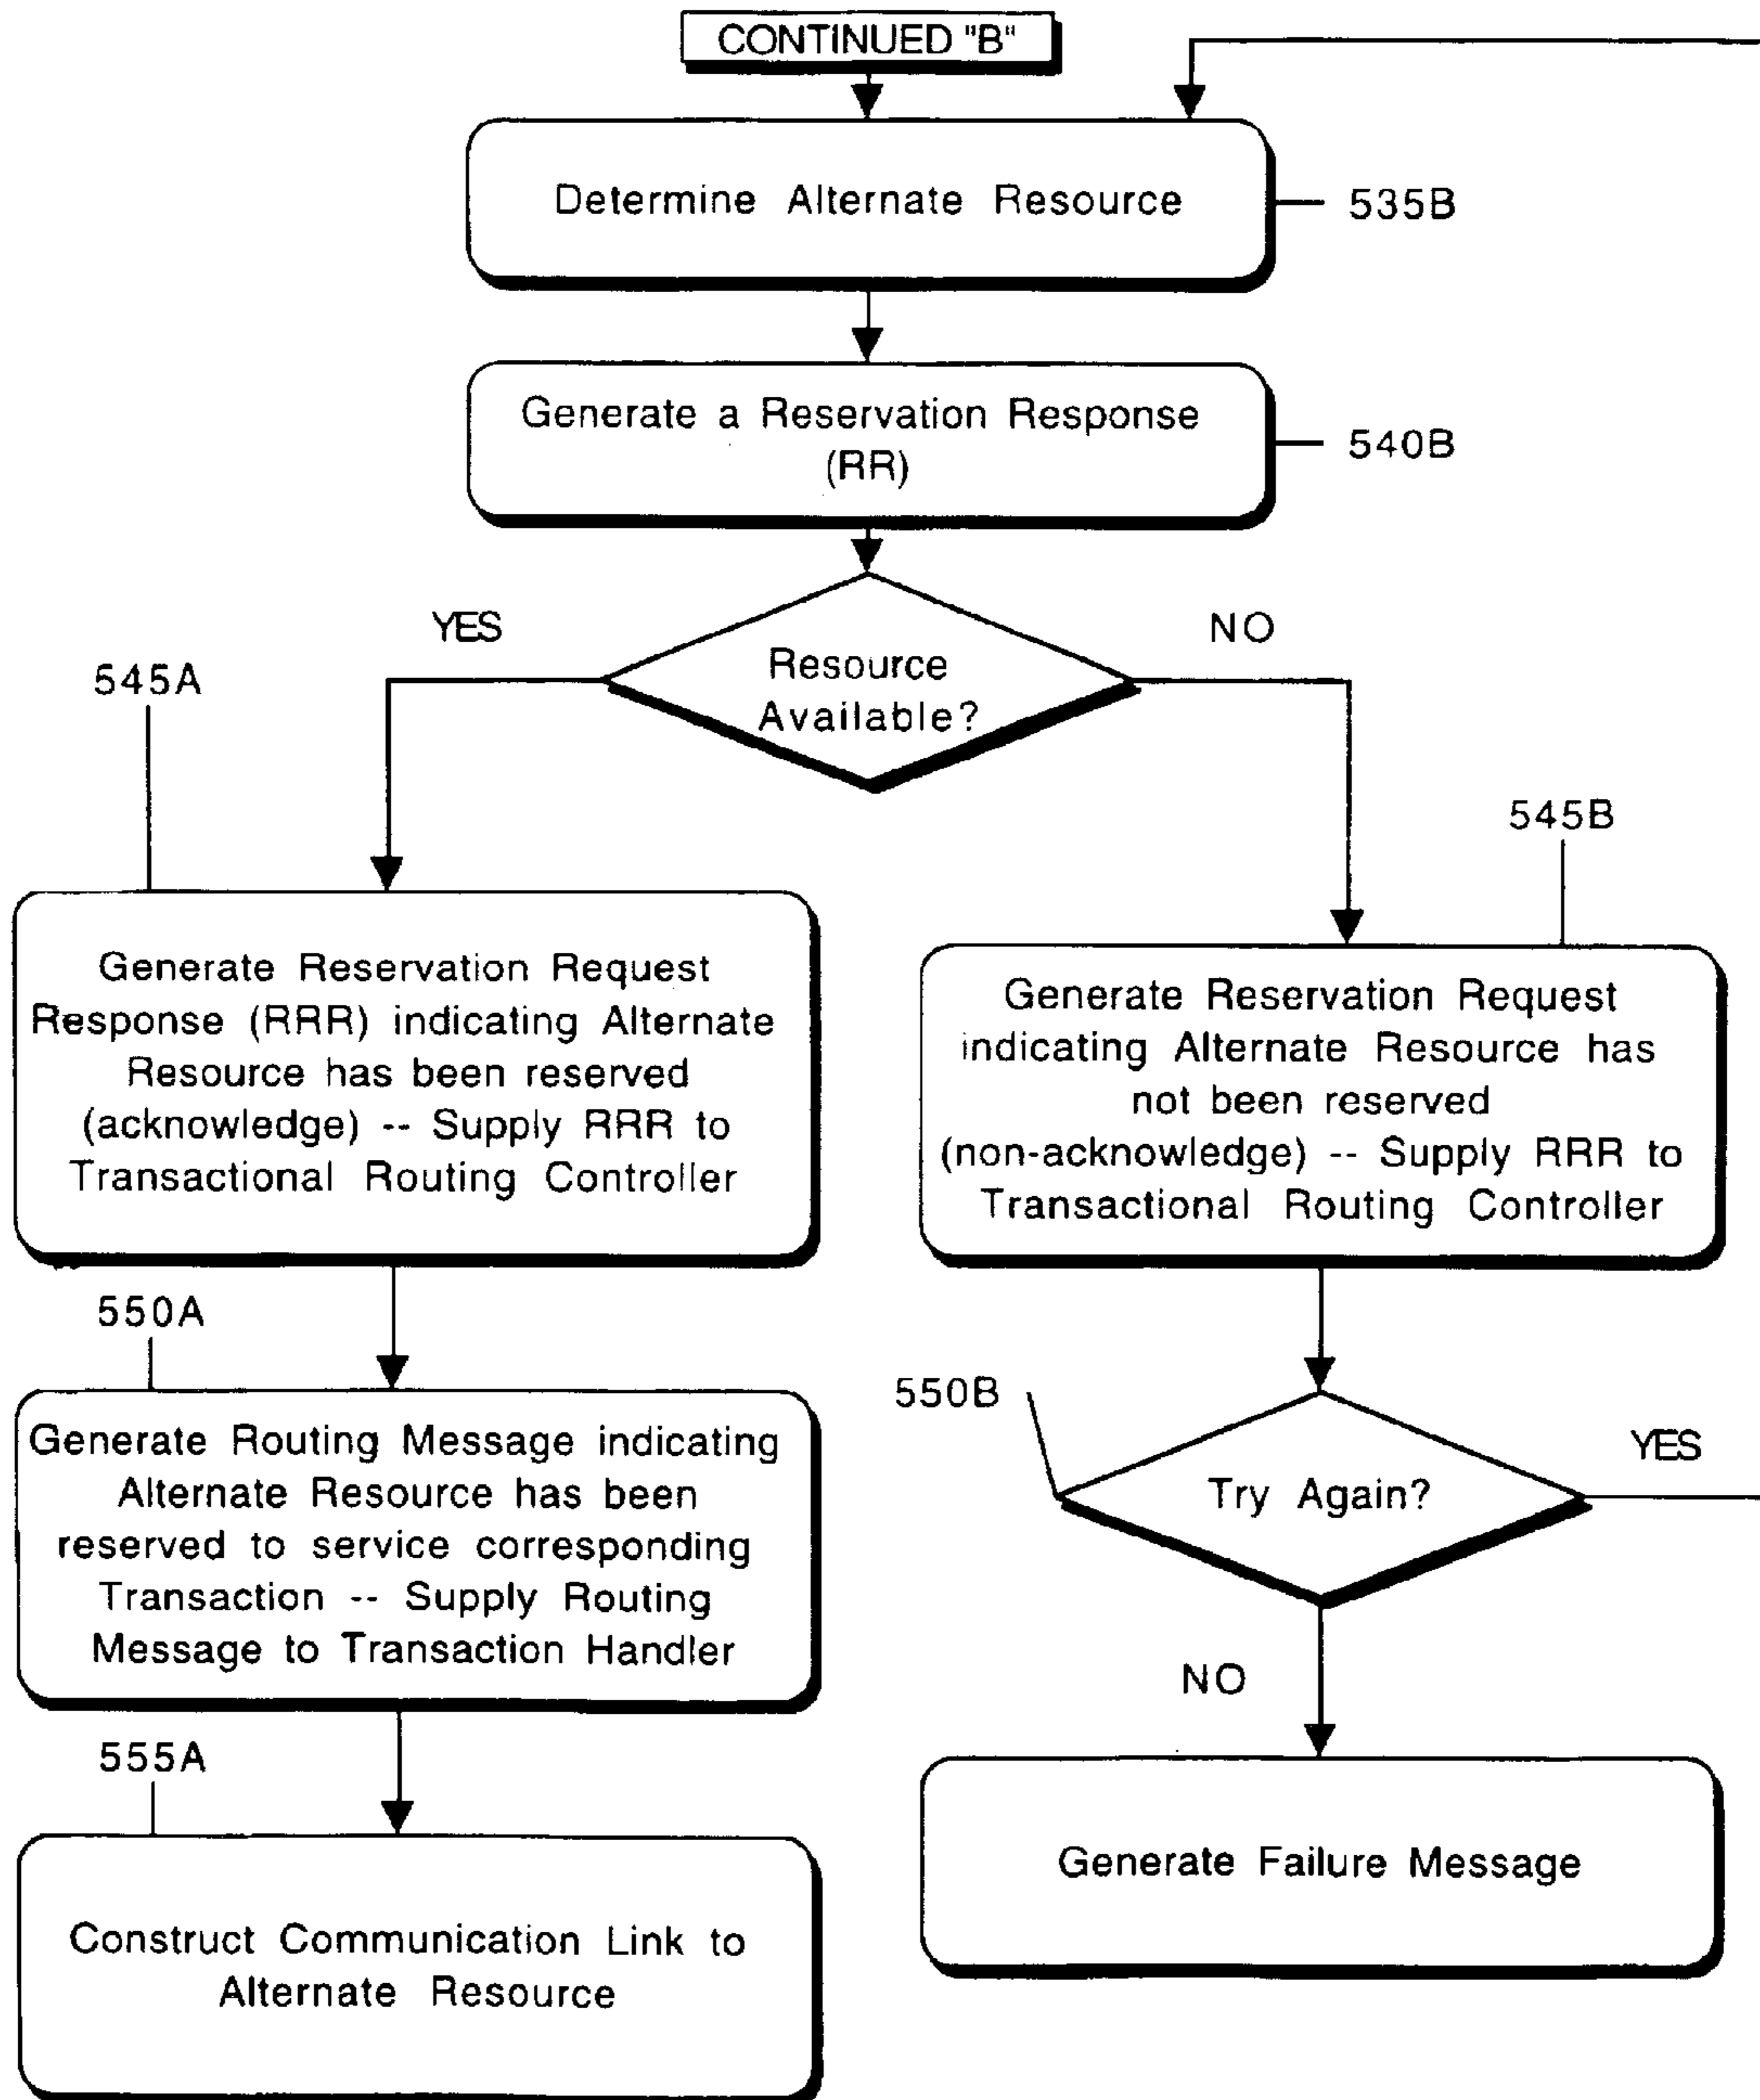 CONTINUED "B"
Determine Alternate Resource
535B
Generate a Reservation Response
(RR)
540B
YES
NO
Resource
Available?
545A
545B
Generate Reservation Request
Response (RRR) indicating Alternate
Resource has been reserved
(acknowledge) -- Supply RRR to
Transactional Routing Controller
Generate Reservation Request
indicating Alternate Resource has
not been reserved
(non-acknowledge) -- Supply RRR to
Transactional Routing Controller
550A
550B
Generate Routing Message indicating
Alternate Resource has been
reserved to service corresponding
Transaction -- Supply Routing
Message to Transaction Handler
Try Again?
YES
NO
555A
Construct Communication Link to
Alternate Resource
Generate Failure Message